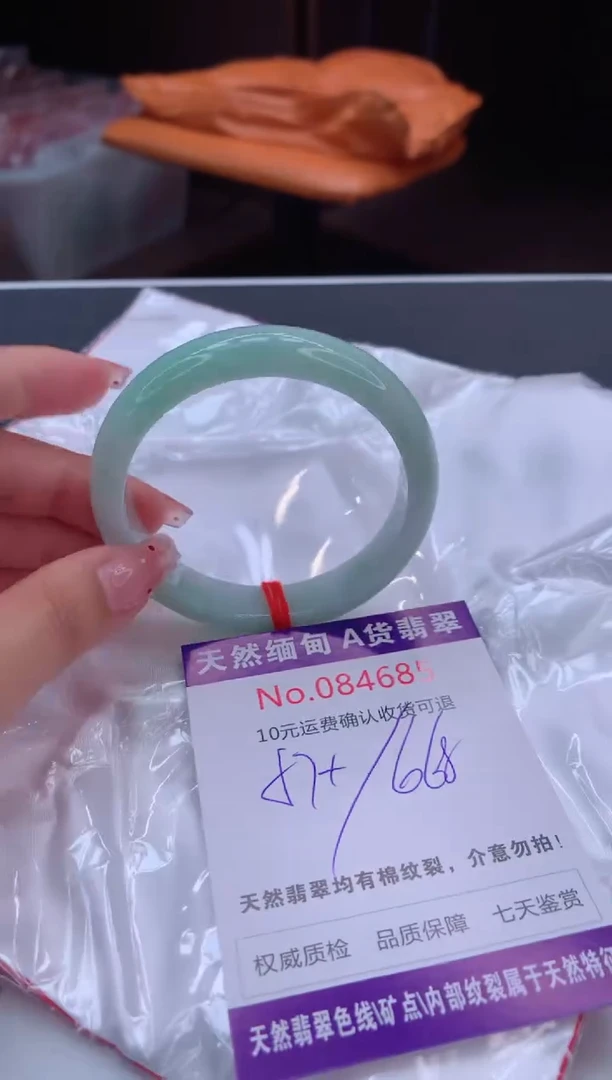 天然缅甸 A货翡翠
No.084685
10元运费确认收货可退
57+/668
天然翡翠均有棉纹裂，介意勿拍！
权威质检 品质保障 七天鉴赏
天然翡翠色线\矿点\内部纹裂属于天然特征